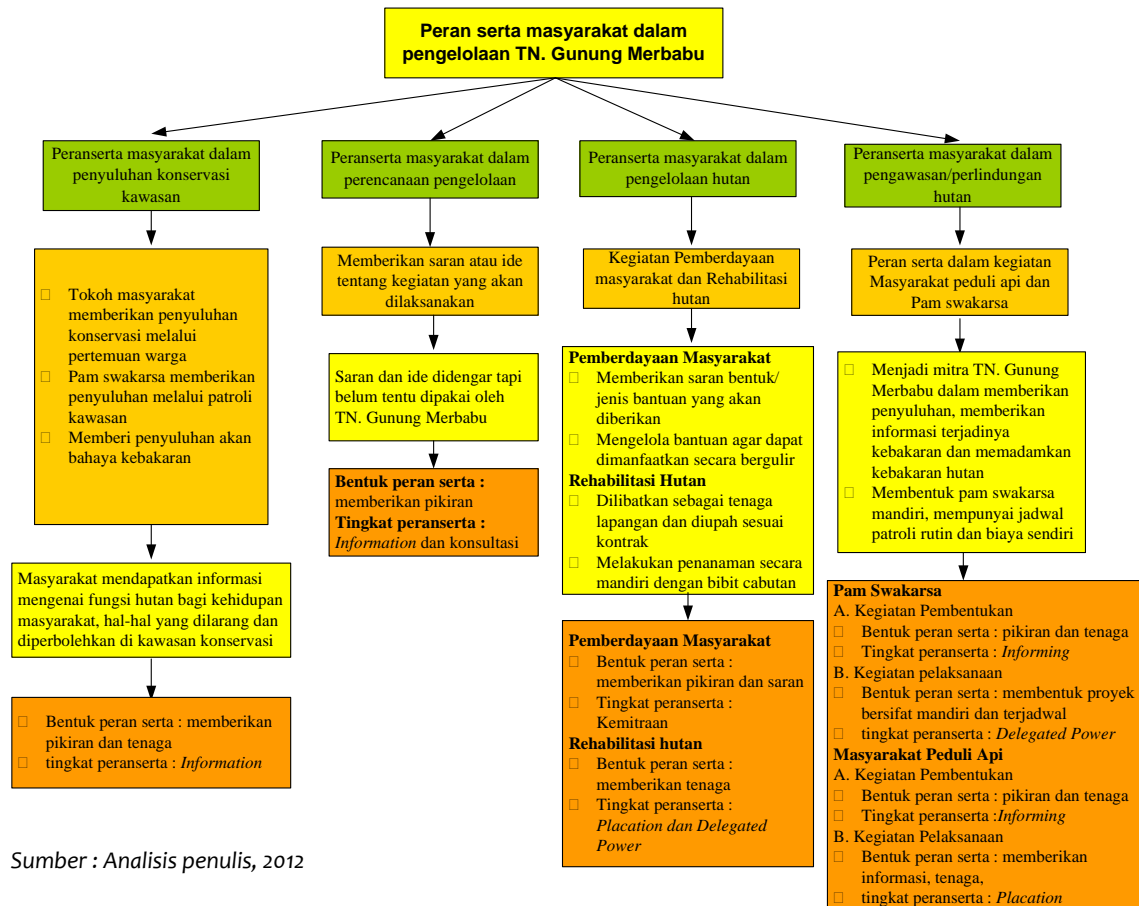 Peran serta masyarakat dalam
pengelolaan TN. Gunung Merbabu
Peranserta masyarakat dalam
penyuluhan konservasi
kawasan
Tokoh masyarakat
memberikan penyuluhan
konservasi melalui
pertemuan warga
Pam swakarsa memberikan
penyuluhan melalui patroli
kawasan
Memberi penyuluhan akan
bahaya kebakaran
Masyarakat mendapatkan informasi
mengenai fungsi hutan bagi kehidupan
masyarakat, hal-hal yang dilarang dan
diperbolehkan di kawasan konservasi
Bentuk peran serta : memberikan
pikiran dan tenaga
tingkat peranserta : Information
Peranserta masyarakat dalam
perencanaan pengelolaan
Memberikan saran atau ide
tentang kegiatan yang akan
dilaksanakan
Saran dan ide didengar tapi
belum tentu dipakai oleh
TN. Gunung Merbabu
Bentuk peran serta :
memberikan pikiran
Tingkat peranserta :
Information dan konsultasi
Peranserta masyarakat dalam
pengelolaan hutan
Kegiatan Pemberdayaan
masyarakat dan Rehabilitasi
hutan
Pemberdayaan Masyarakat
Memberikan saran bentuk/
jenis bantuan yang akan
diberikan
Mengelola bantuan agar dapat
dimanfaatkan secara bergulir
Rehabilitasi Hutan
Dilibatkan sebagai tenaga
lapangan dan diupah sesuai
kontrak
Melakukan penanaman secara
mandiri dengan bibit cabutan
Pemberdayaan Masyarakat
Bentuk peran serta :
memberikan pikiran dan saran
Tingkat peranserta :
Kemitraan
Rehabilitasi hutan
Bentuk peran serta :
memberikan tenaga
Tingkat peranserta :
Placation dan Delegated
Power
Peranserta masyarakat dalam
pengawasan/perlindungan
hutan
Peran serta dalam kegiatan
Masyarakat peduli api dan
Pam swakarsa
Menjadi mitra TN. Gunung
Merbabu dalam memberikan
penyuluhan, memberikan
informasi terjadinya
kebakaran dan memadamkan
kebakaran hutan
Membentuk pam swakarsa
mandiri, mempunyai jadwal
patroli rutin dan biaya sendiri
Pam Swakarsa
A. Kegiatan Pembentukan
Bentuk peran serta : pikiran dan tenaga
Tingkat peranserta : Informing
B. Kegiatan pelaksanaan
Bentuk peran serta : membentuk proyek
bersifat mandiri dan terjadwal
tingkat peranserta : Delegated Power
Masyarakat Peduli Api
A. Kegiatan Pembentukan
Bentuk peran serta : pikiran dan tenaga
Tingkat peranserta :Informing
B. Kegiatan Pelaksanaan
Bentuk peran serta : memberikan
informasi, tenaga,
tingkat peranserta : Placation
Sumber : Analisis penulis, 2012